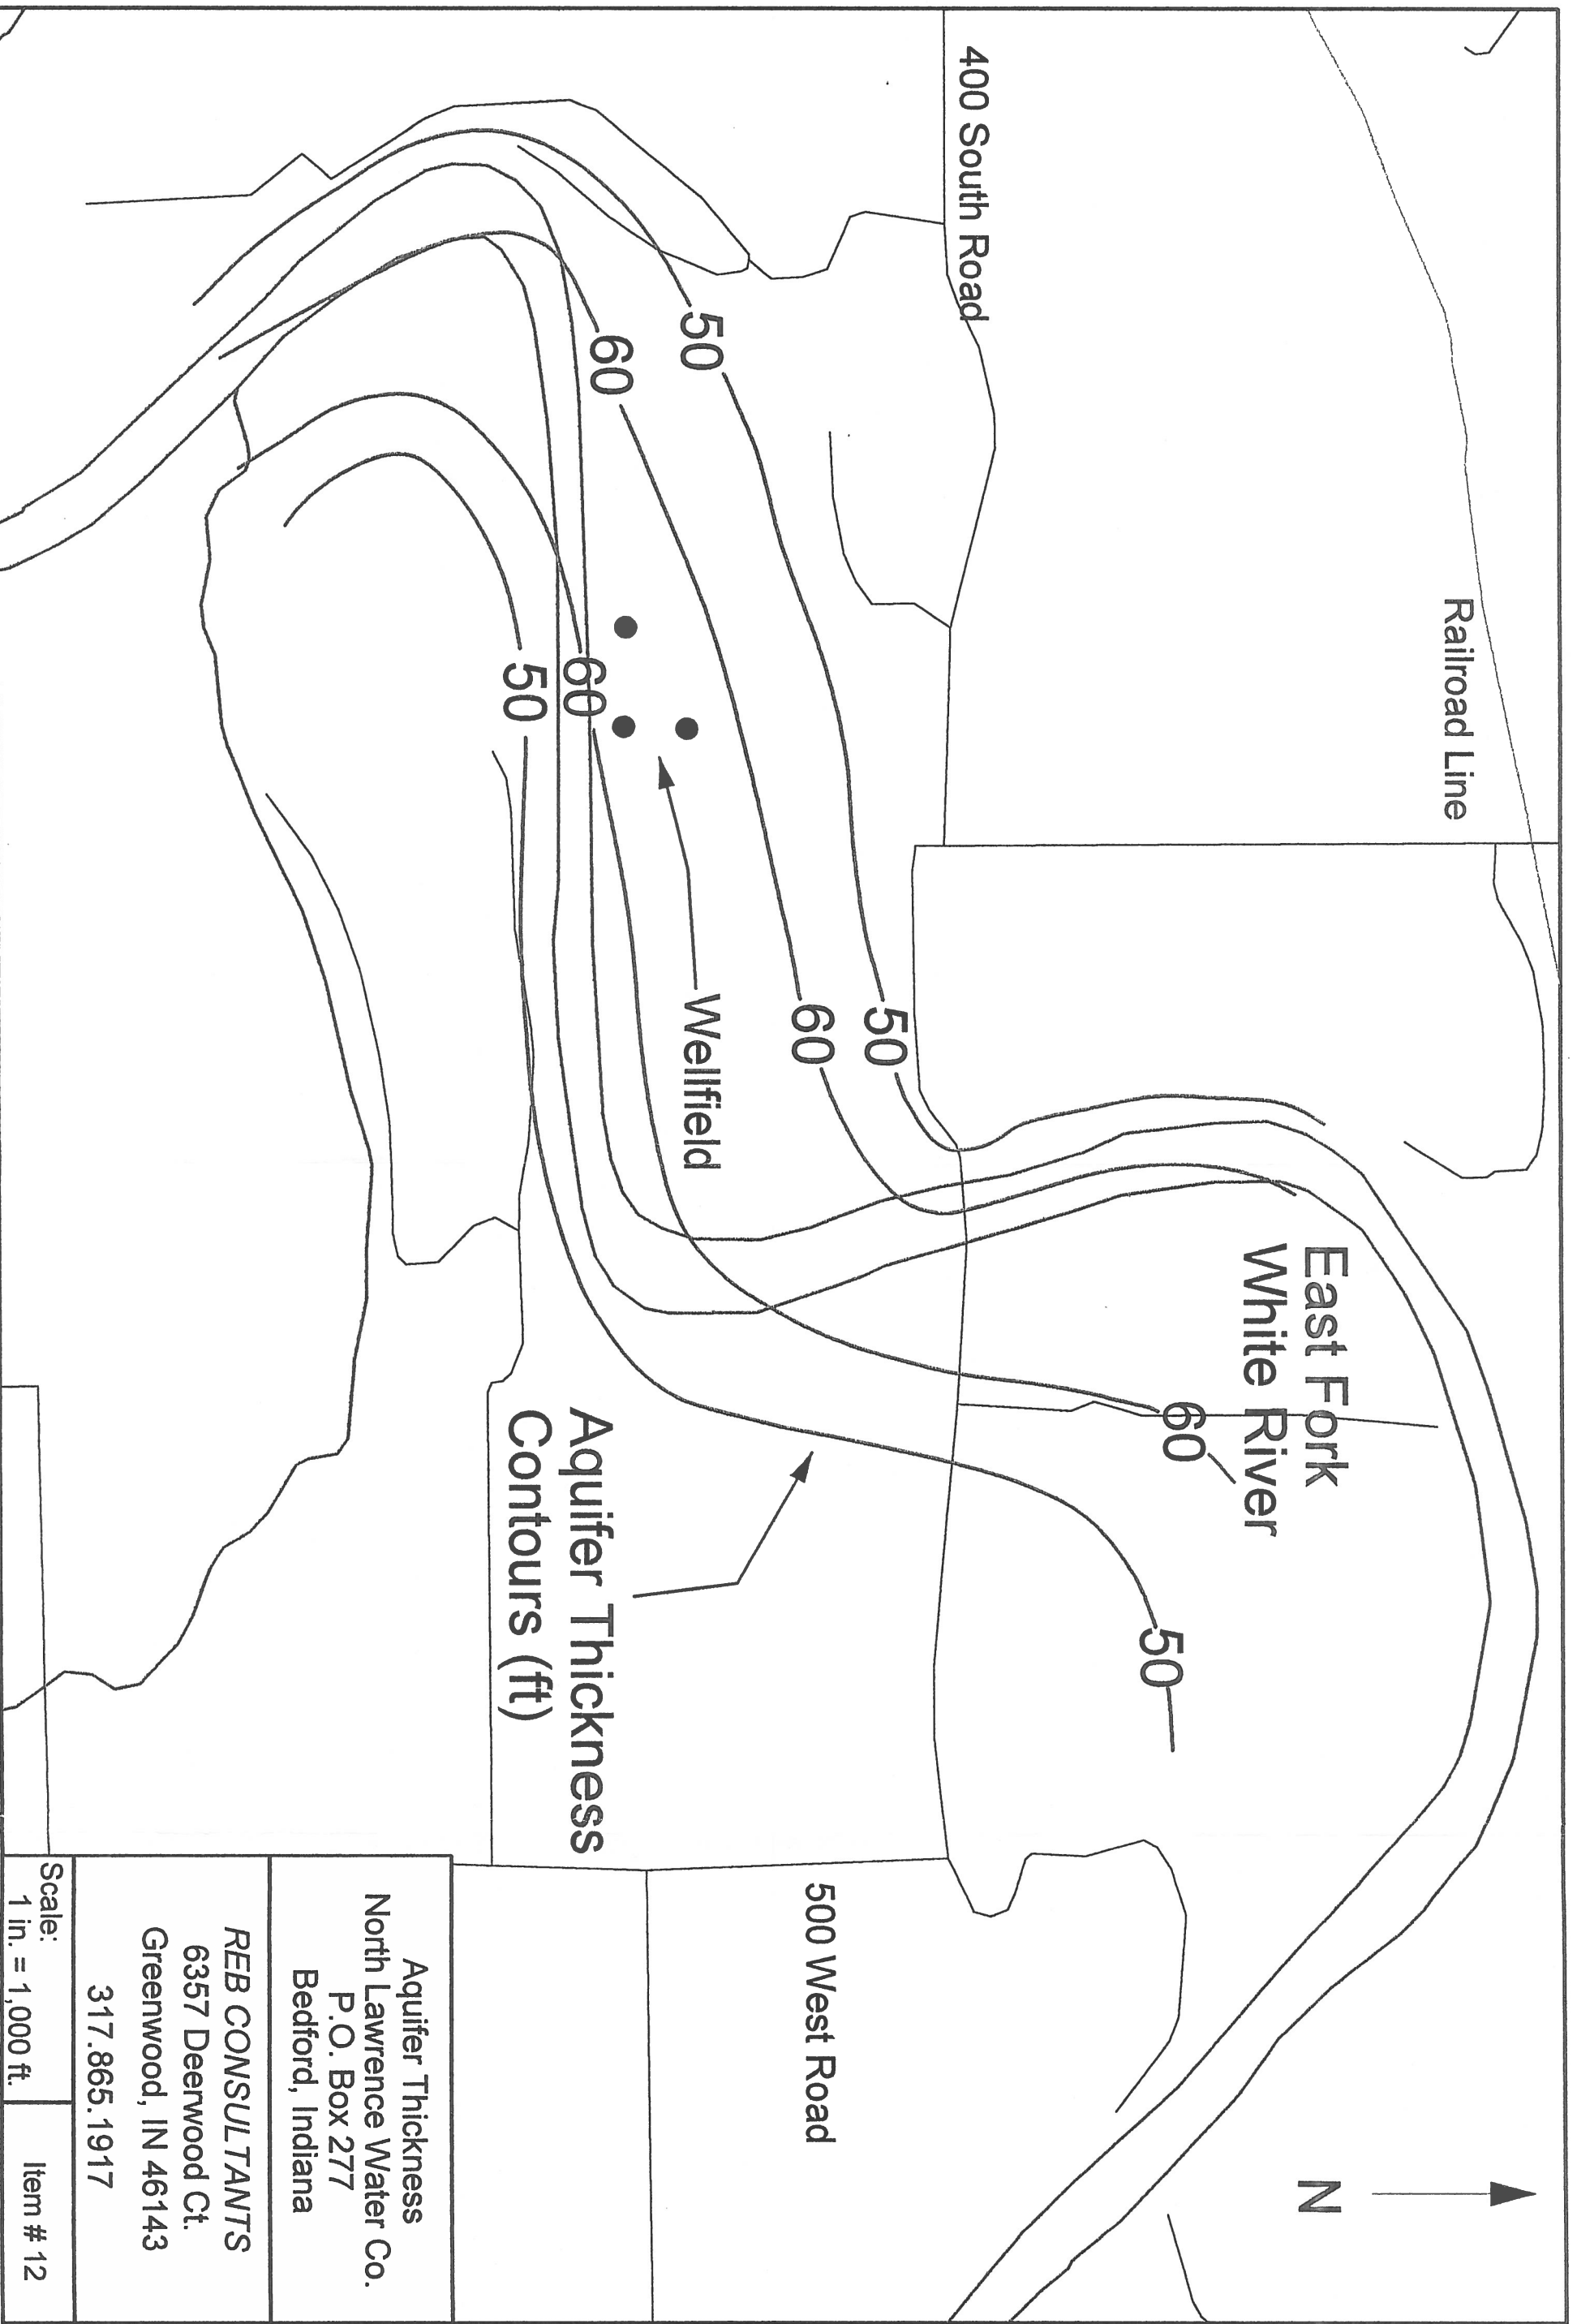 Railroad Line
400 South Road
East Fork
White River
50
60
50
60
60
50
60
50
Wellfield
Aquifer Thickness
Contours (ft)
500 West Road
N
Aquifer Thickness
North Lawrence Water Co.
P.O. Box 277
Bedford, Indiana
REB CONSULTANTS
6357 Deerwood Ct.
Greenwood, IN 46143
317.865.1917
Scale:
1 in. = 1,000 ft.
Item # 12